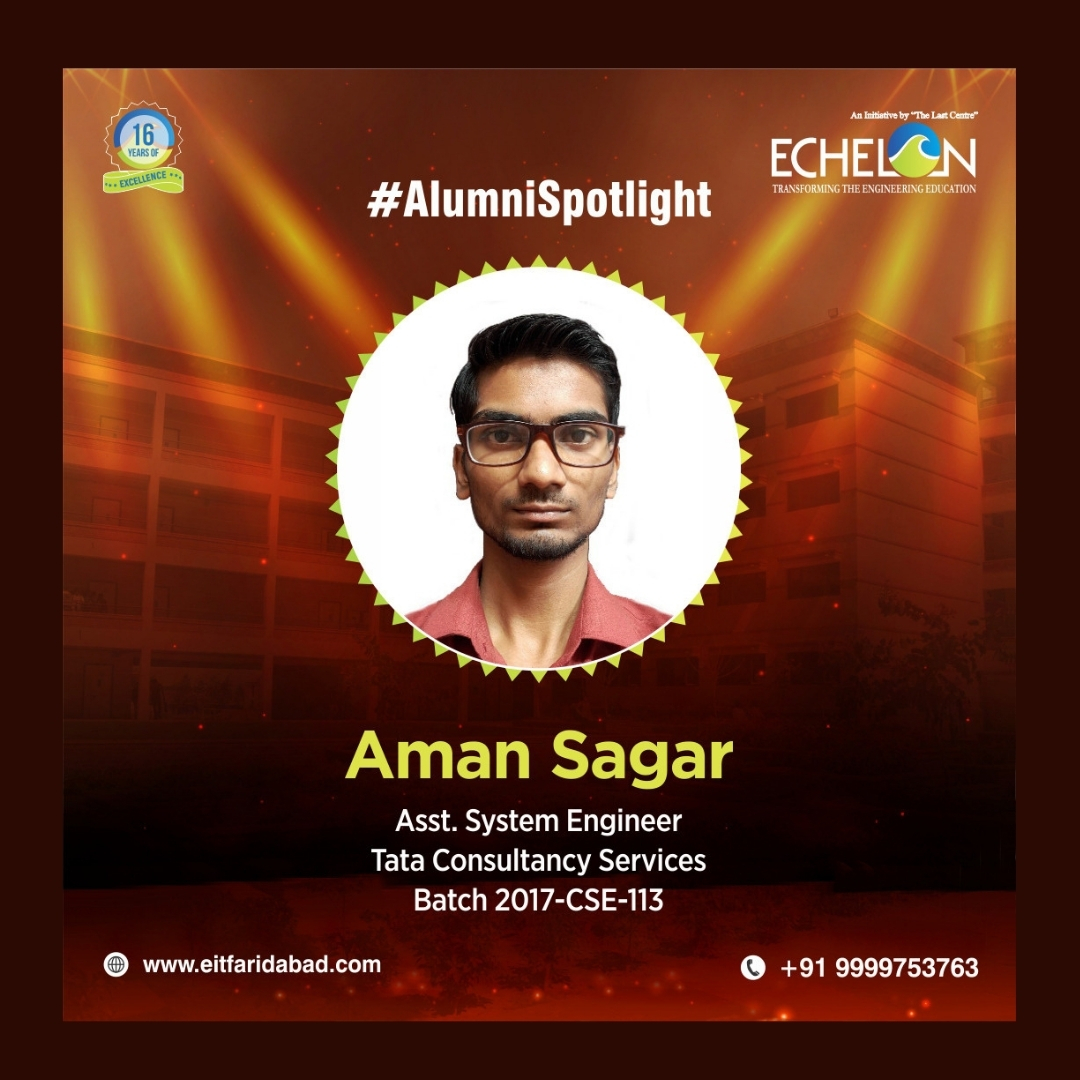 16
YEARS OF
EXCELLENCE
An Initiative by "The Last Centre"
ECHELON
TRANSFORMING THE ENGINEERING EDUCATION
#AlumniSpotlight
Aman Sagar
Asst. System Engineer
Tata Consultancy Services
Batch 2017-CSE-113
www.eitfaridabad.com
+91 9999753763